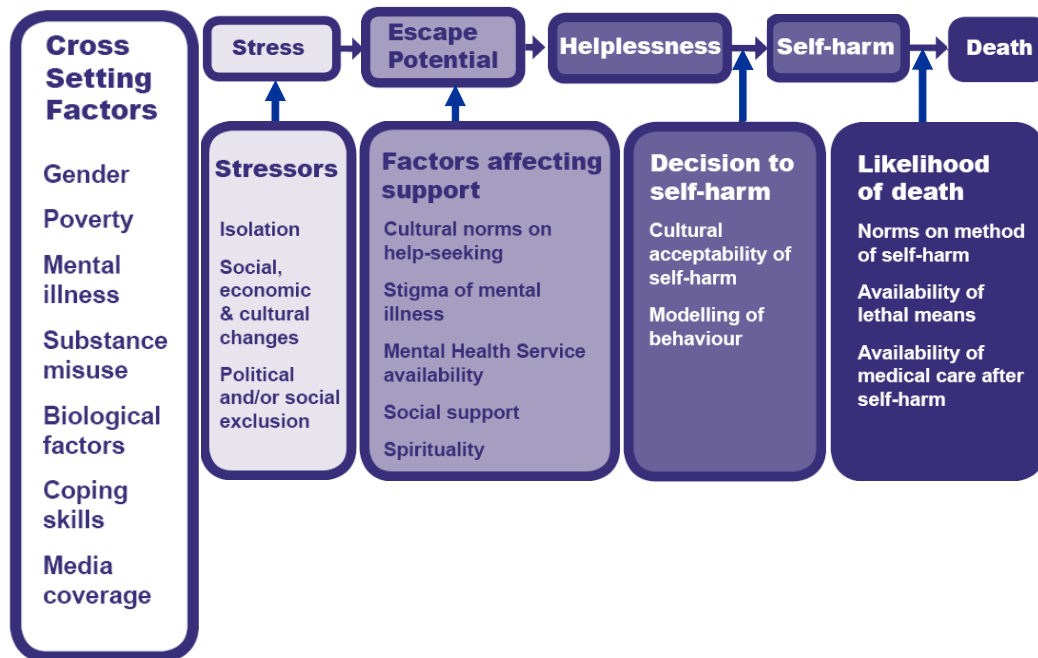 Cross
Setting
Factors
Gender
Poverty
Mental
illness
Substance
misuse
Biological
factors
Coping
skills
Media
coverage
Stress
Escape
Potential
Helplessness
Self-harm
Death
Stressors
Isolation
Social,
economic
& cultural
changes
Political
and/or social
exclusion
Factors affecting
support
Cultural norms on
help-seeking
Stigma of mental
illness
Mental Health Service
availability
Social support
Spirituality
Decision to
self-harm
Cultural
acceptability of
self-harm
Modelling of
behaviour
Likelihood
of death
Norms on method
of self-harm
Availability of
lethal means
Availability of
medical care after
self-harm